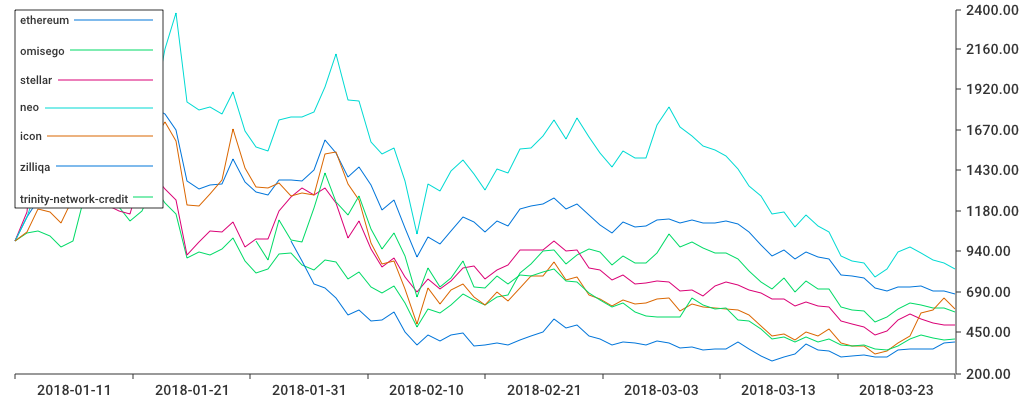 ethereum
omisego
stellar
neo
icon
zilliqa
trinity-network-credit
2400.00
2160.00
1920.00
1670.00
1430.00
1180.00
940.00
690.00
450.00
200.00
2018-01-11 2018-01-21 2018-01-31 2018-02-10 2018-02-21 2018-03-03 2018-03-13 2018-03-23